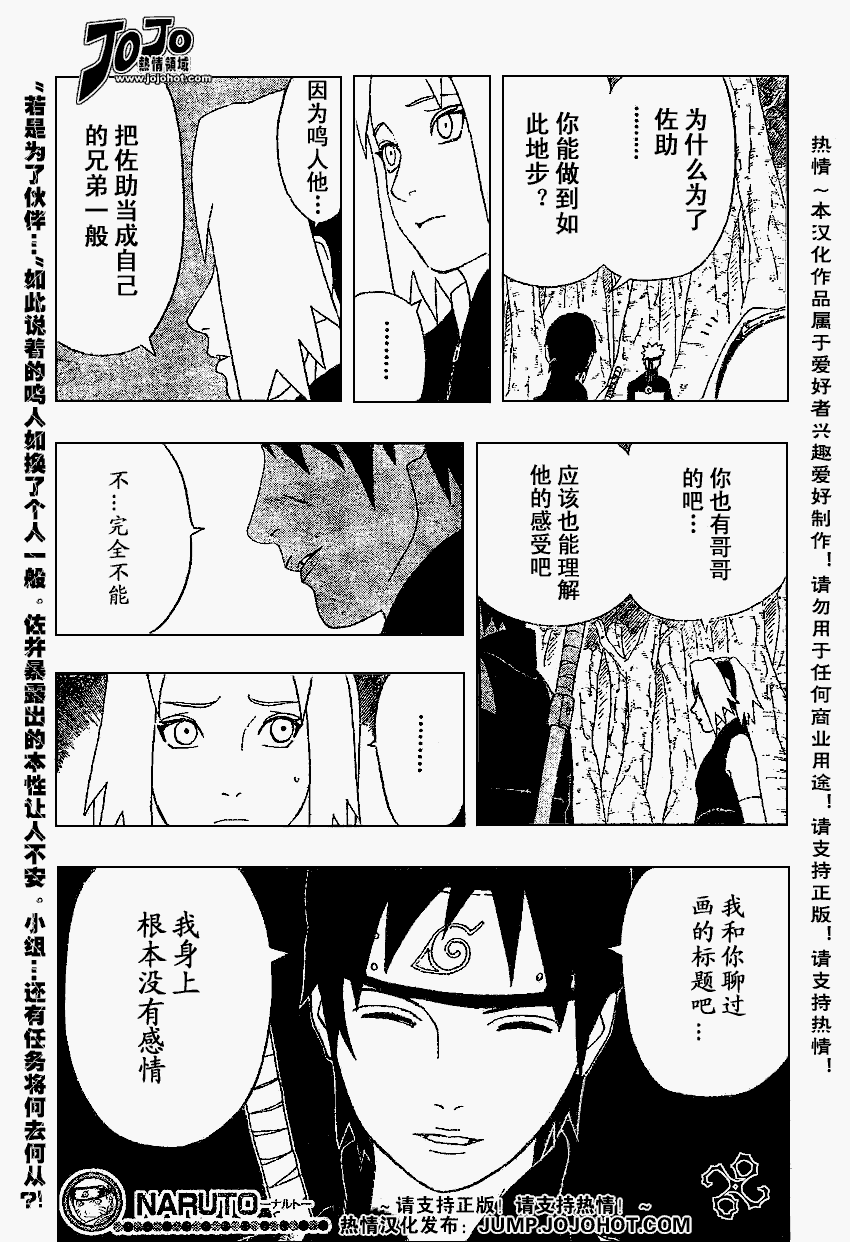 JOJO
熱情領域
www.jojohot.com
为什么为了
佐助
………
你能做到如
此地步？
………
因为鸣人他…
把佐助当成自己
的兄弟一般
你也有哥哥
的吧…
应该也能理解
他的感受吧
不…完全不能
………
我和你聊过
画的标题吧…
我身上
根本没有感情
热情～本汉化作品属于爱好者兴趣爱好制作！请勿用于任何商业用途！请支持正版！请支持热情！
“若是为了伙伴…”如此说着的鸣人如换了个人一般。佐井暴露出的本性让人不安。小组…还有任务将何去何从？！
NARUTO—ナルト—
～请支持正版！请支持热情！～
热情汉化发布：JUMP.JOJOHOT.COM